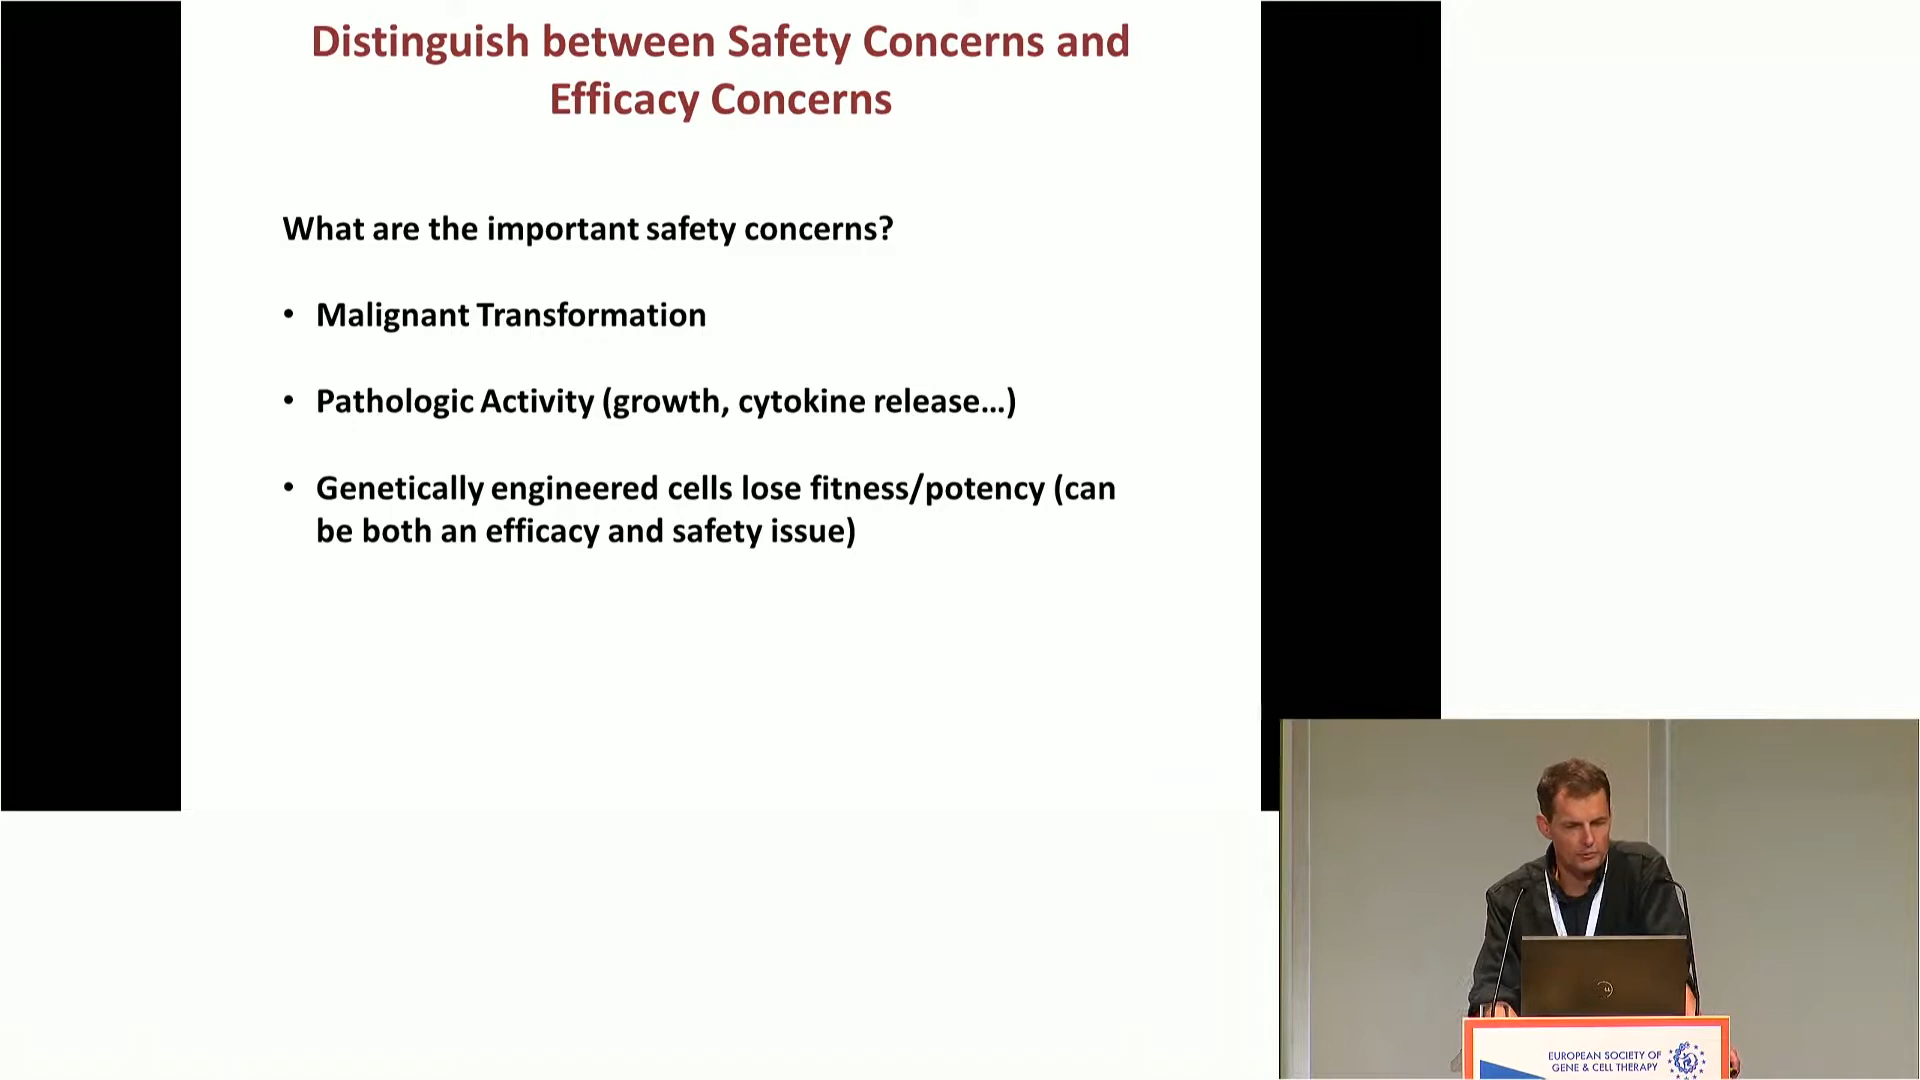 Distinguish between Safety Concerns and
Efficacy Concerns
What are the important safety concerns?
• Malignant Transformation
• Pathologic Activity (growth, cytokine release...)
• Genetically engineered cells lose fitness/potency (can
be both an efficacy and safety issue)
EUROPEAN SOCIETY OF
GENE & CELL THERAPY